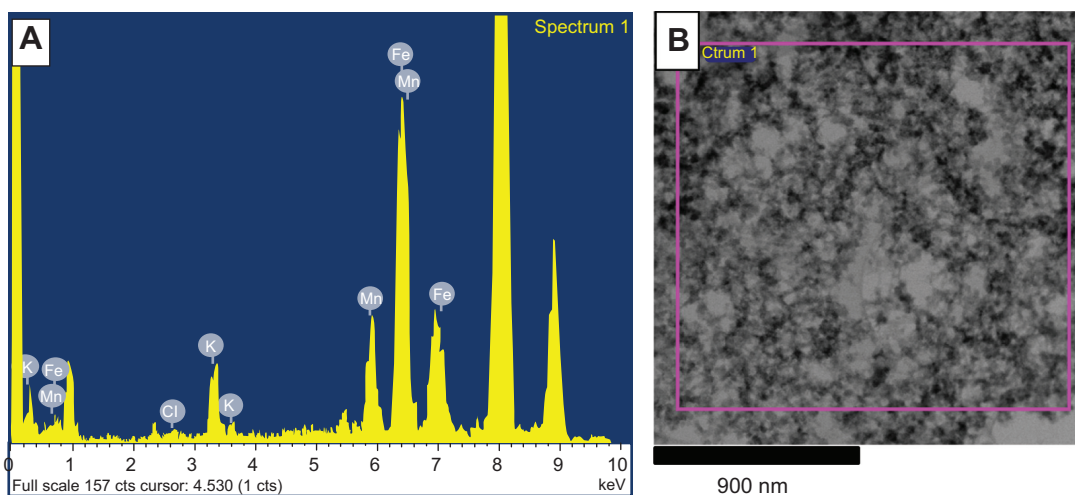 A
Spectrum 1
Fe
Mn
Mn
Fe
K
K
Fe
K
Mn
Cl
0 1 2 3 4 5 6 7 8 9 10
Full scale 157 cts cursor: 4.530 (1 cts)
keV
B
Ctrum 1
900 nm